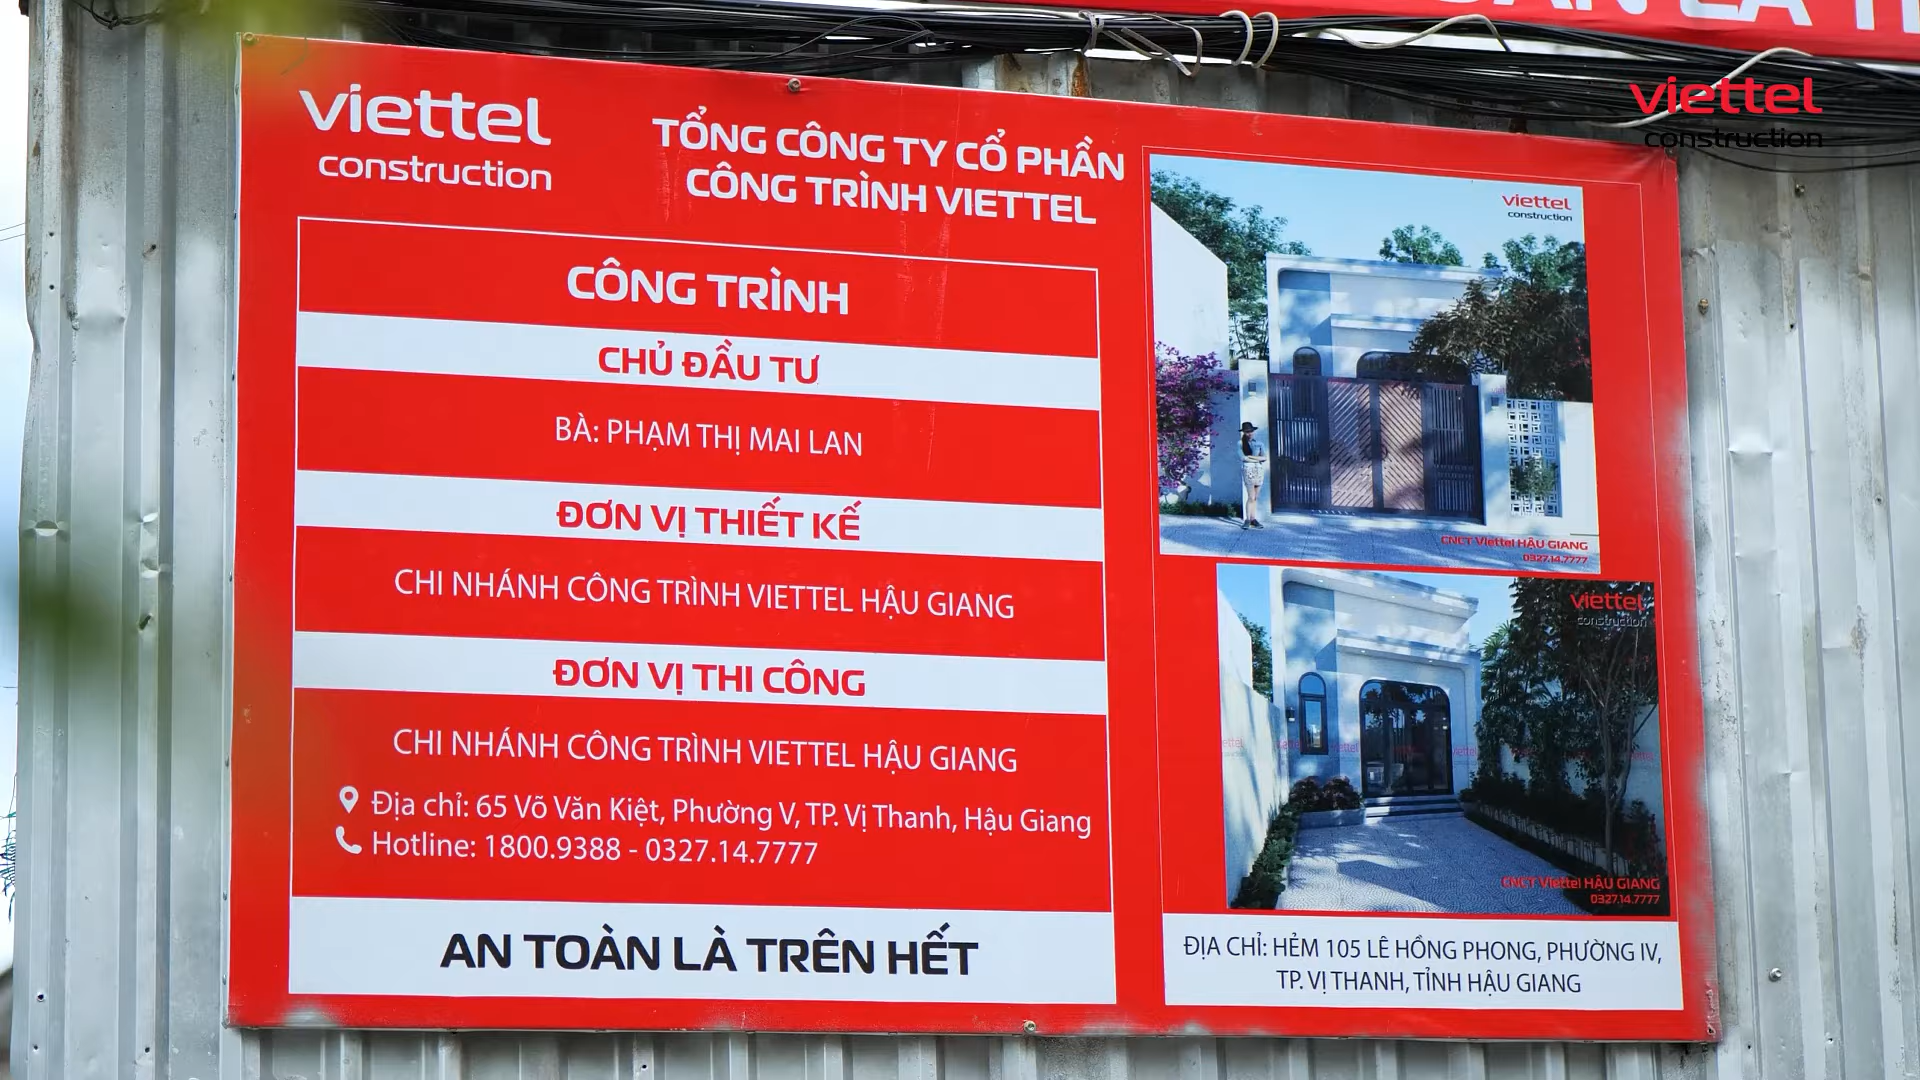 viettel
construction
TỔNG CÔNG TY CỔ PHẦN
CÔNG TRÌNH VIETTEL
CÔNG TRÌNH
CHỦ ĐẦU TƯ
BÀ: PHẠM THỊ MAI LAN
ĐƠN VỊ THIẾT KẾ
CHI NHÁNH CÔNG TRÌNH VIETTEL HẬU GIANG
ĐƠN VỊ THI CÔNG
CHI NHÁNH CÔNG TRÌNH VIETTEL HẬU GIANG
Địa chỉ: 65 Võ Văn Kiệt, Phường V, TP. Vị Thanh, Hậu Giang
Hotline: 1800.9388 - 0327.14.7777
AN TOÀN LÀ TRÊN HẾT
viettel
construction
CNCT Viettel HẬU GIANG
0327.14.7777
viettel
construction
CNCT Viettel HẬU GIANG
0327.14.7777
ĐỊA CHỈ: HẺM 105 LÊ HỒNG PHONG, PHƯỜNG IV,
TP. VỊ THANH, TỈNH HẬU GIANG
viettel
construction